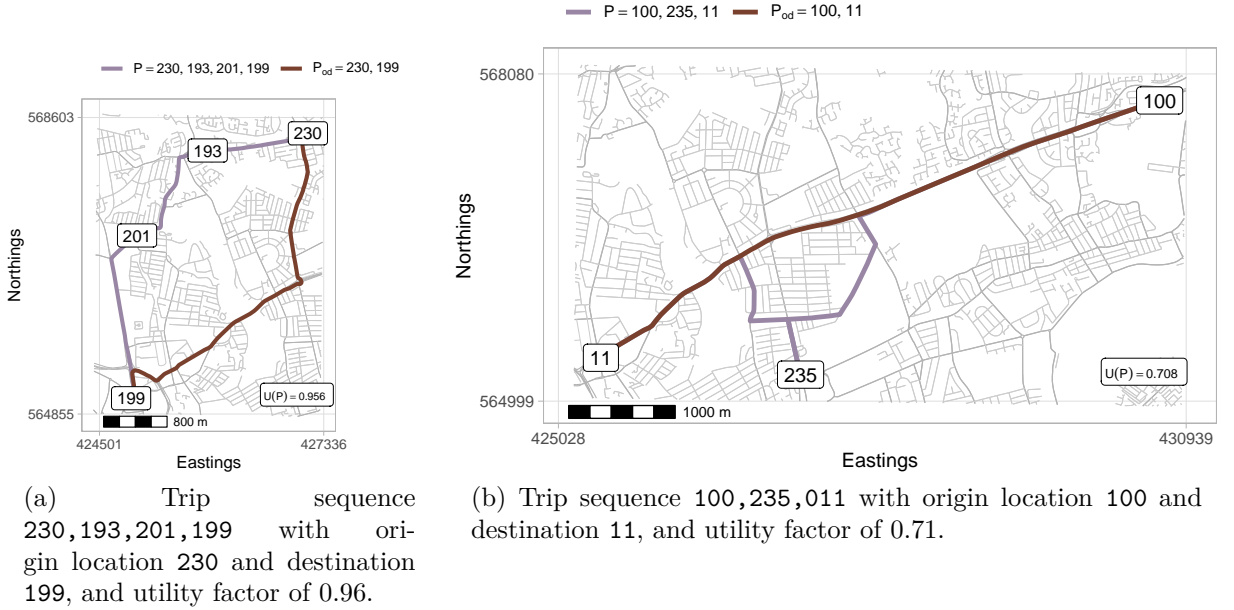 P = 230, 193, 201, 199 P_od = 230, 199
568603
230
193
201
Northings
199
U(P) = 0.956
564855
800 m
424501 427336
Eastings
(a) Trip sequence
230,193,201,199 with ori-
gin location 230 and destination
199, and utility factor of 0.96.
P = 100, 235, 11 P_od = 100, 11
568080
100
Northings
11
235
U(P) = 0.708
564999
1000 m
425028 430939
Eastings
(b) Trip sequence 100,235,011 with origin location 100 and
destination 11, and utility factor of 0.71.